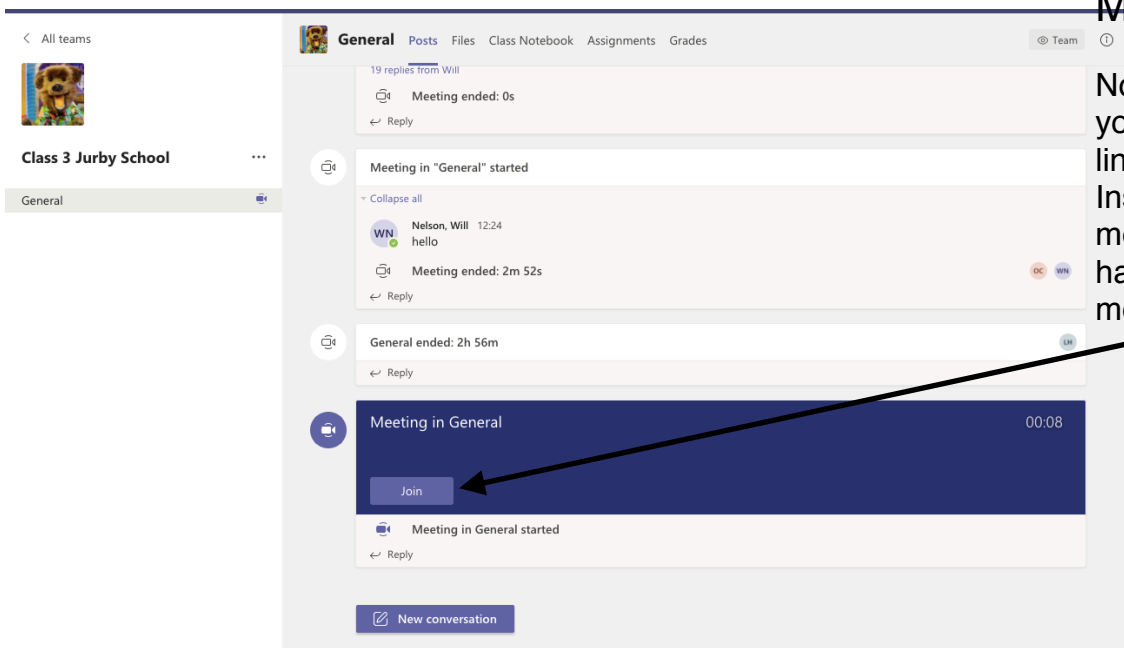 All teams
General Posts Files Class Notebook Assignments Grades
Team
19 replies from Will
Meeting ended: 0s
Reply
Class 3 Jurby School
General
Meeting in "General" started
Collapse all
WN
Nelson, Will 12:24
hello
Meeting ended: 2m 52s
OC WN
Reply
General ended: 2h 56m
LH
Reply
Meeting in General
00:08
Join
Meeting in General started
Reply
New conversation